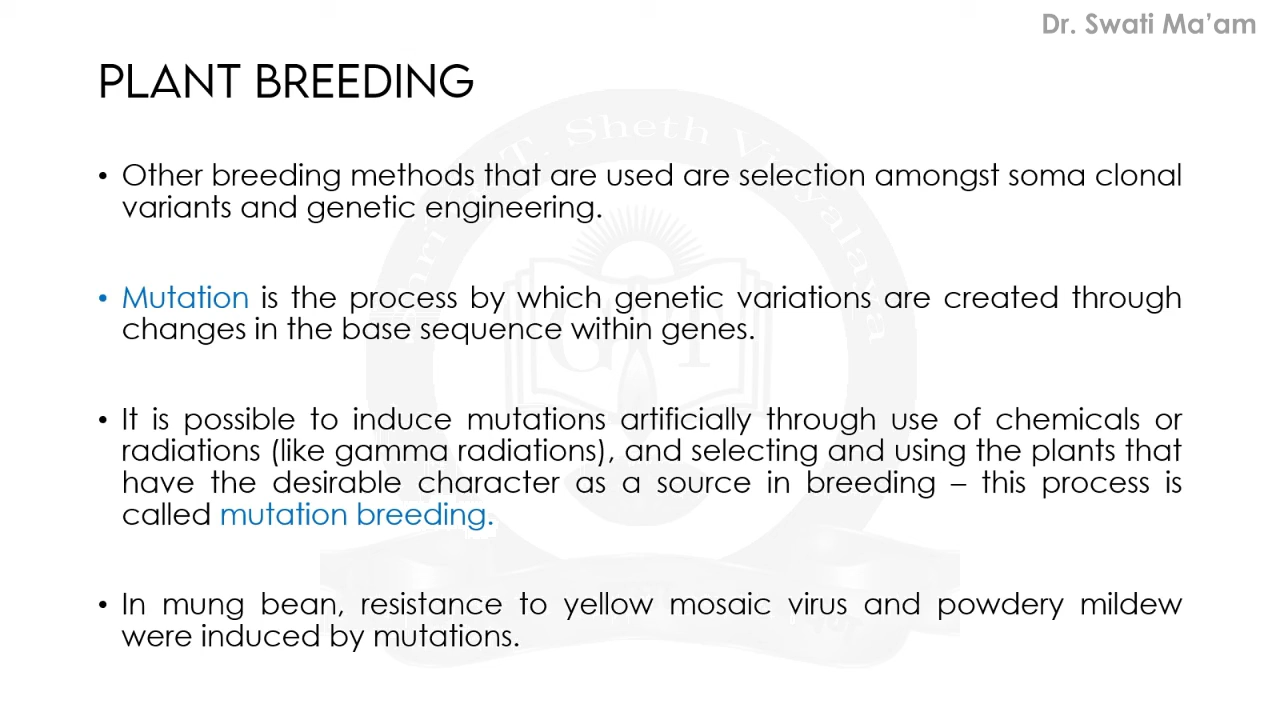 Dr. Swati Ma’am
PLANT BREEDING
• Other breeding methods that are used are selection amongst soma clonal
variants and genetic engineering.
• Mutation is the process by which genetic variations are created through
changes in the base sequence within genes.
• It is possible to induce mutations artificially through use of chemicals or
radiations (like gamma radiations), and selecting and using the plants that
have the desirable character as a source in breeding – this process is
called mutation breeding.
• In mung bean, resistance to yellow mosaic virus and powdery mildew
were induced by mutations.
T. Sheth
G T